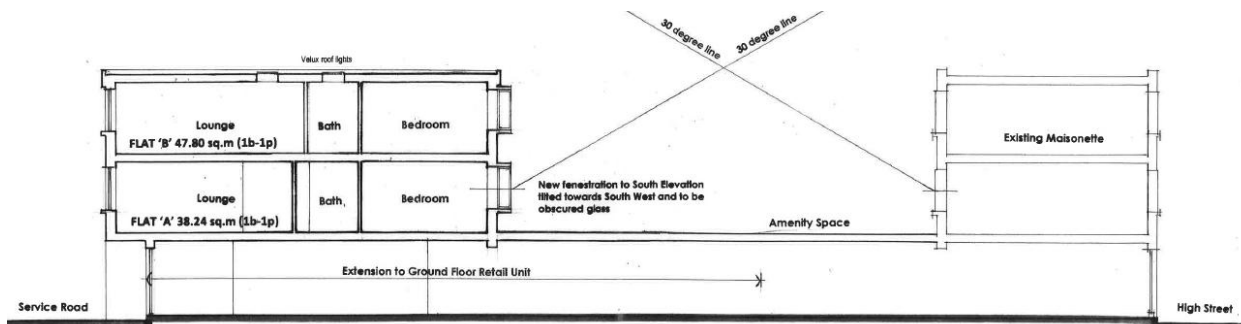 30 degree line
30 degree line
Velux roof lights
Lounge
Bath
Bedroom
FLAT 'B' 47.80 sq.m (1b-1p)
Existing Maisonette
Lounge
Bath
Bedroom
FLAT 'A' 38.24 sq.m (1b-1p)
New fenestration to South Elevation
tilted towards South West and to be
obscured glass
Amenity Space
Extension to Ground Floor Retail Unit
Service Road
High Street